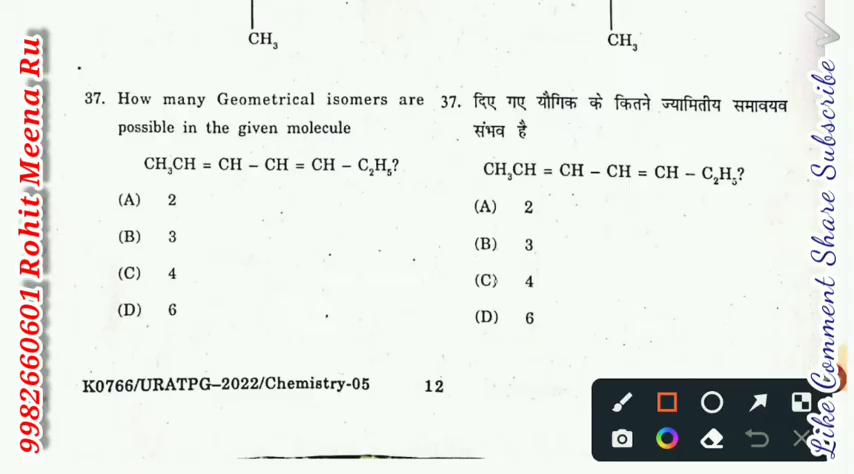 CH₃
CH₃
37. How many Geometrical isomers are possible in the given molecule
CH₃CH = CH – CH = CH – C₂H₅?
(A) 2
(B) 3
(C) 4
(D) 6
37. दिए गए यौगिक के कितने ज्यामितीय समावयव
संभव है
CH₃CH = CH – CH = CH – C₂H₅?
(A) 2
(B) 3
(C) 4
(D) 6
K0766/URATPG–2022/Chemistry-05
12
9982660601 Rohit Meena Ru
Like Comment Share Subscribe